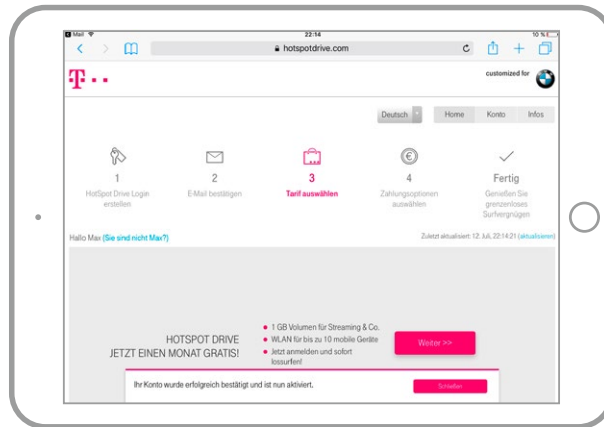 Mail
22:14
10 %
hotspotdrive.com
T
customized for
Deutsch
Home Konto Infos
1
HotSpot Drive Login
erstellen
2
E-Mail bestätigen
3
Tarif auswählen
4
Zahlungsoptionen
auswählen
Fertig
Genießen Sie
grenzenloses
Surfvergnügen
Hallo Max (Sie sind nicht Max?)
Zuletzt aktualisiert: 12. Juli, 22:14:21 (aktualisieren)
HOTSPOT DRIVE
JETZT EINEN MONAT GRATIS!
1 GB Volumen für Streaming & Co.
WLAN für bis zu 10 mobile Geräte
Jetzt anmelden und sofort
lossurfen!
Weiter >>
Ihr Konto wurde erfolgreich bestätigt und ist nun aktiviert.
Schließen